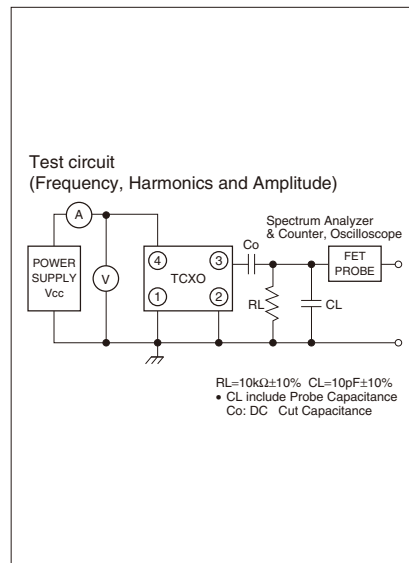 Test circuit
(Frequency, Harmonics and Amplitude)
A
Spectrum Analyzer
& Counter, Oscilloscope
Co
POWER
SUPPLY
Vcc
V
4
3
TCXO
1
2
RL
CL
FET
PROBE
RL=10kΩ±10% CL=10pF±10%
• CL include Probe Capacitance
Co: DC Cut Capacitance